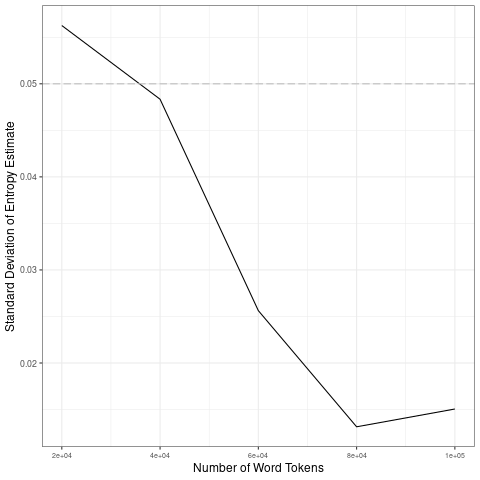 Standard Deviation of Entropy Estimate
0.05
0.04
0.03
0.02
2e+04 4e+04 6e+04 8e+04 1e+05
Number of Word Tokens